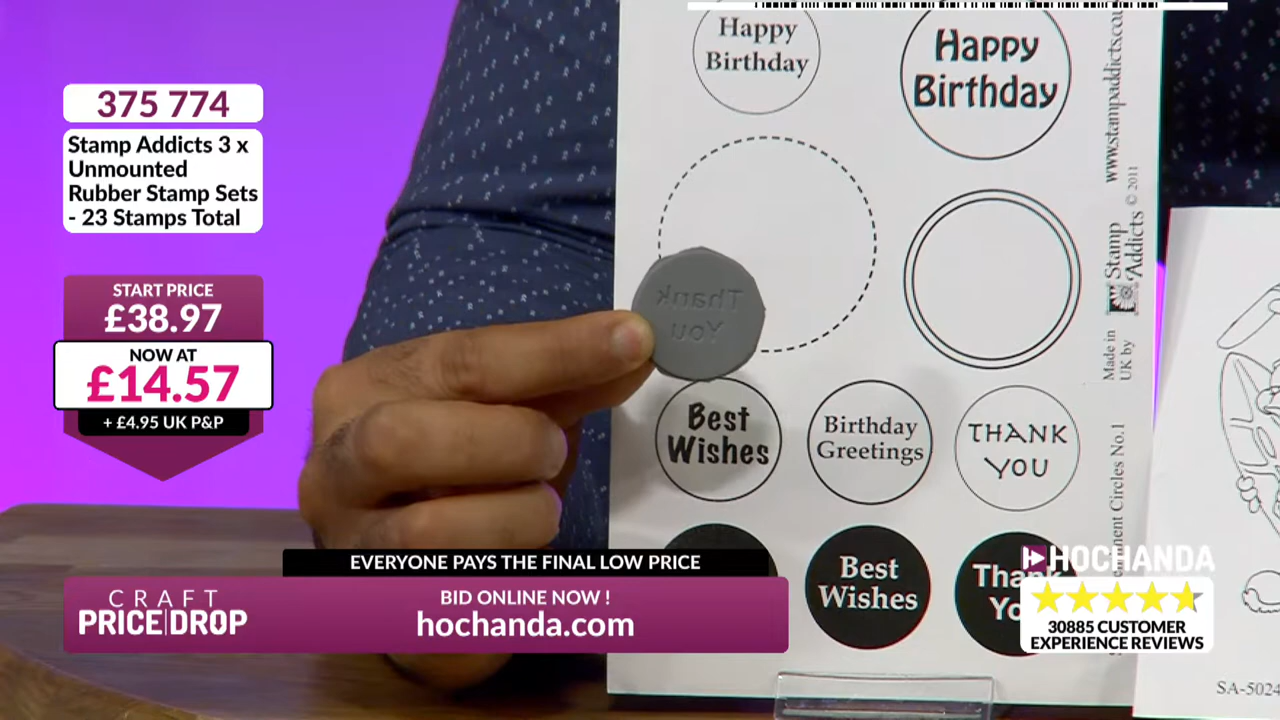 375 774
Stamp Addicts 3 x
Unmounted
Rubber Stamp Sets
- 23 Stamps Total
START PRICE
£38.97
NOW AT
£14.57
+ £4.95 UK P&P
Happy
Birthday
Happy
Birthday
Thank
You
Best
Wishes
Birthday
Greetings
THANK
YOU
Best
Wishes
Thank
Yo
www.stampaddicts.co.u
Stamp
Addicts © 2011
Made in
UK by
ment Circles No.1
SA-5024
EVERYONE PAYS THE FINAL LOW PRICE
CRAFT
PRICE DROP
BID ONLINE NOW !
hochanda.com
HOCHANDA
30885 CUSTOMER
EXPERIENCE REVIEWS